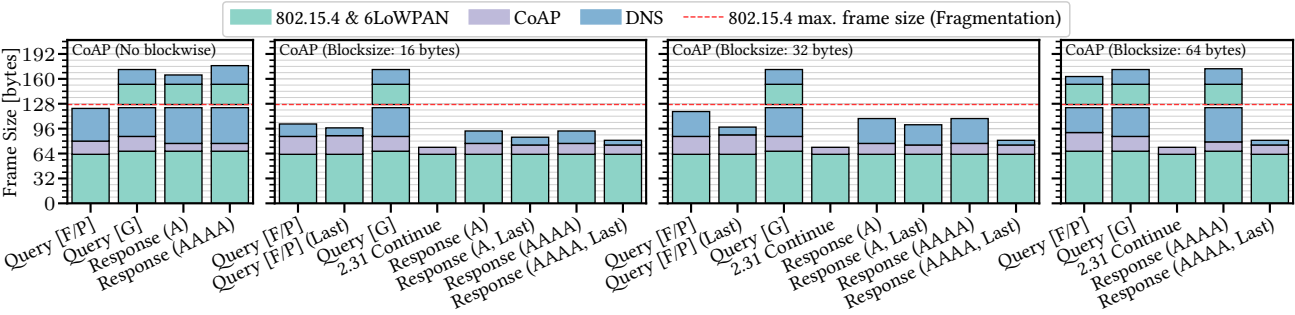 802.15.4 & 6LoWPAN CoAP DNS 802.15.4 max. frame size (Fragmentation)
Frame Size [bytes]
192
160
128
96
64
32
0
CoAP (No blockwise)
Query [F/P]
Query [G]
Response (A)
Response (AAAA)
CoAP (Blocksize: 16 bytes)
Query [F/P]
Query [F/P] (Last)
Query [G]
2.31 Continue
Response (A)
Response (A, Last)
Response (AAAA)
Response (AAAA, Last)
CoAP (Blocksize: 32 bytes)
Query [F/P]
Query [F/P] (Last)
Query [G]
2.31 Continue
Response (A)
Response (A, Last)
Response (AAAA)
Response (AAAA, Last)
CoAP (Blocksize: 64 bytes)
Query [F/P]
Query [G]
2.31 Continue
Response (AAAA)
Response (AAAA, Last)